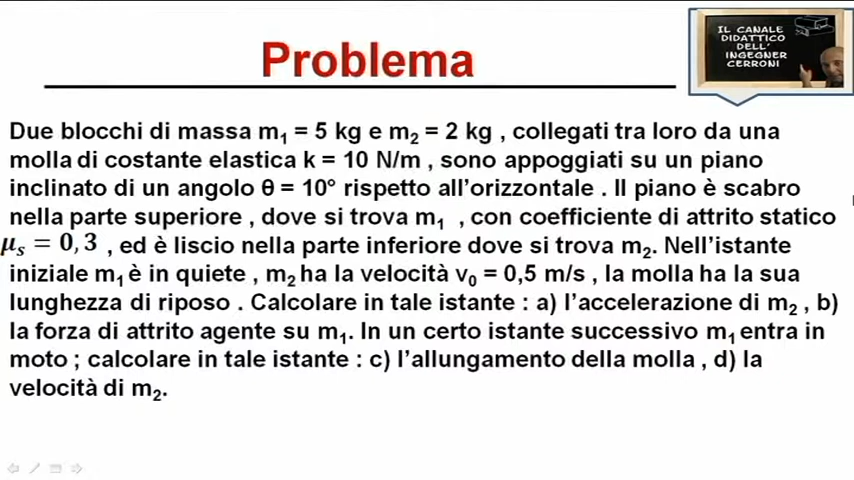 Problema
IL CANALE
DIDATTICO
DELL'
INGEGNER
CERRONI
Due blocchi di massa m₁ = 5 kg e m₂ = 2 kg , collegati tra loro da una
molla di costante elastica k = 10 N/m , sono appoggiati su un piano
inclinato di un angolo θ = 10° rispetto all'orizzontale . Il piano è scabro
nella parte superiore , dove si trova m₁ , con coefficiente di attrito statico
μₛ = 0,3 , ed è liscio nella parte inferiore dove si trova m₂. Nell'istante
iniziale m₁ è in quiete , m₂ ha la velocità v₀ = 0,5 m/s , la molla ha la sua
lunghezza di riposo . Calcolare in tale istante : a) l'accelerazione di m₂ , b)
la forza di attrito agente su m₁. In un certo istante successivo m₁ entra in
moto ; calcolare in tale istante : c) l'allungamento della molla , d) la
velocità di m₂.